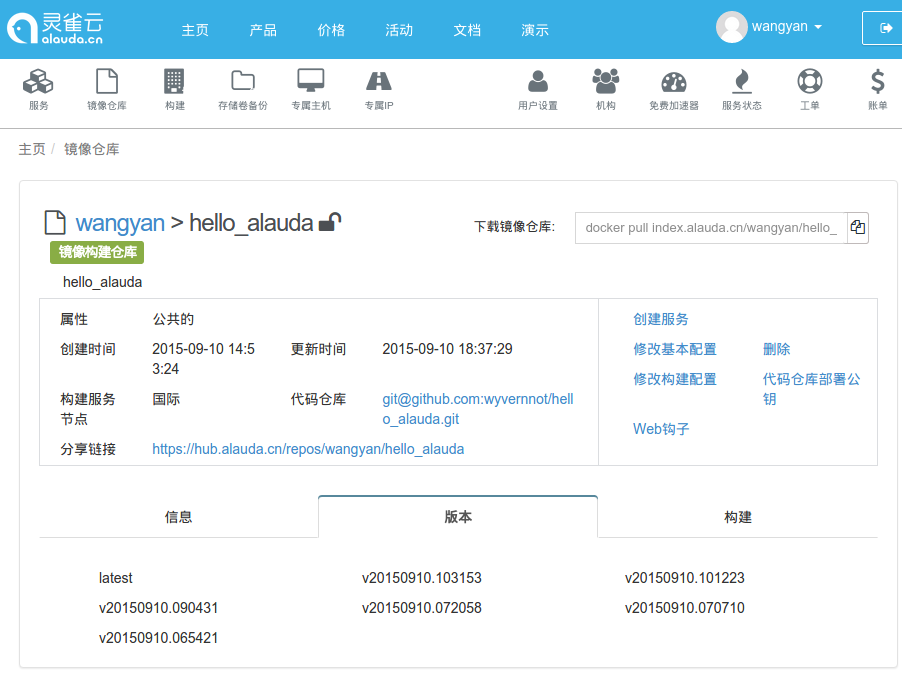 灵雀云
alauda.cn
主页 产品 价格 活动 文档 演示 wangyan
服务 镜像仓库 构建 存储卷备份 专属主机 专属IP 用户设置 机构 免费加速器 服务状态 工单 账单
主页 / 镜像仓库
wangyan > hello_alauda
下载镜像仓库: docker pull index.alauda.cn/wangyan/hello_
镜像构建仓库
hello_alauda
属性 公共的 创建服务
创建时间 2015-09-10 14:5 更新时间 2015-09-10 18:37:29 修改基本配置 删除
3:24
修改构建配置 代码仓库部署公
构建服务 国际 代码仓库 git@github.com:wyvernnot/hell 钥
节点 o_alauda.git
Web钩子
分享链接 https://hub.alauda.cn/repos/wangyan/hello_alauda
信息 版本 构建
latest v20150910.103153 v20150910.101223
v20150910.090431 v20150910.072058 v20150910.070710
v20150910.065421